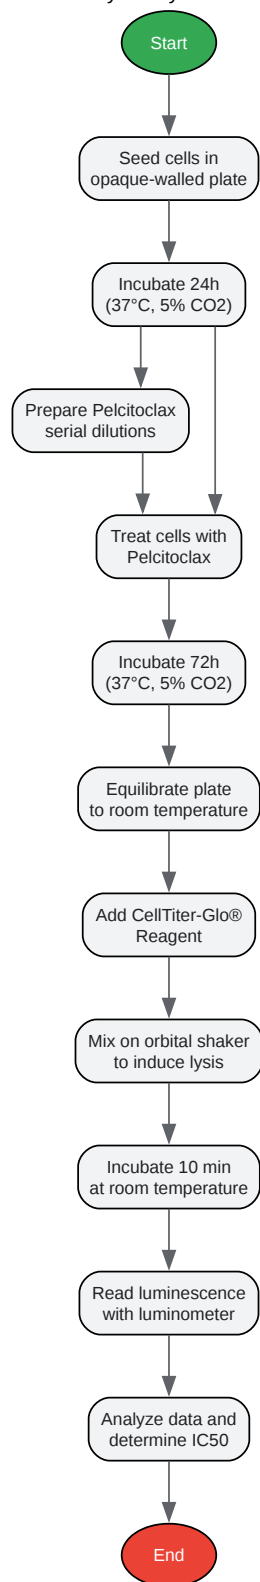 Start
Seed cells in
opaque-walled plate
Incubate 24h
(37°C, 5% CO2)
Prepare Pelcitoclax
serial dilutions
Treat cells with
Pelcitoclax
Incubate 72h
(37°C, 5% CO2)
Equilibrate plate
to room temperature
Add CellTiter-Glo®
Reagent
Mix on orbital shaker
to induce lysis
Incubate 10 min
at room temperature
Read luminescence
with luminometer
Analyze data and
determine IC50
End